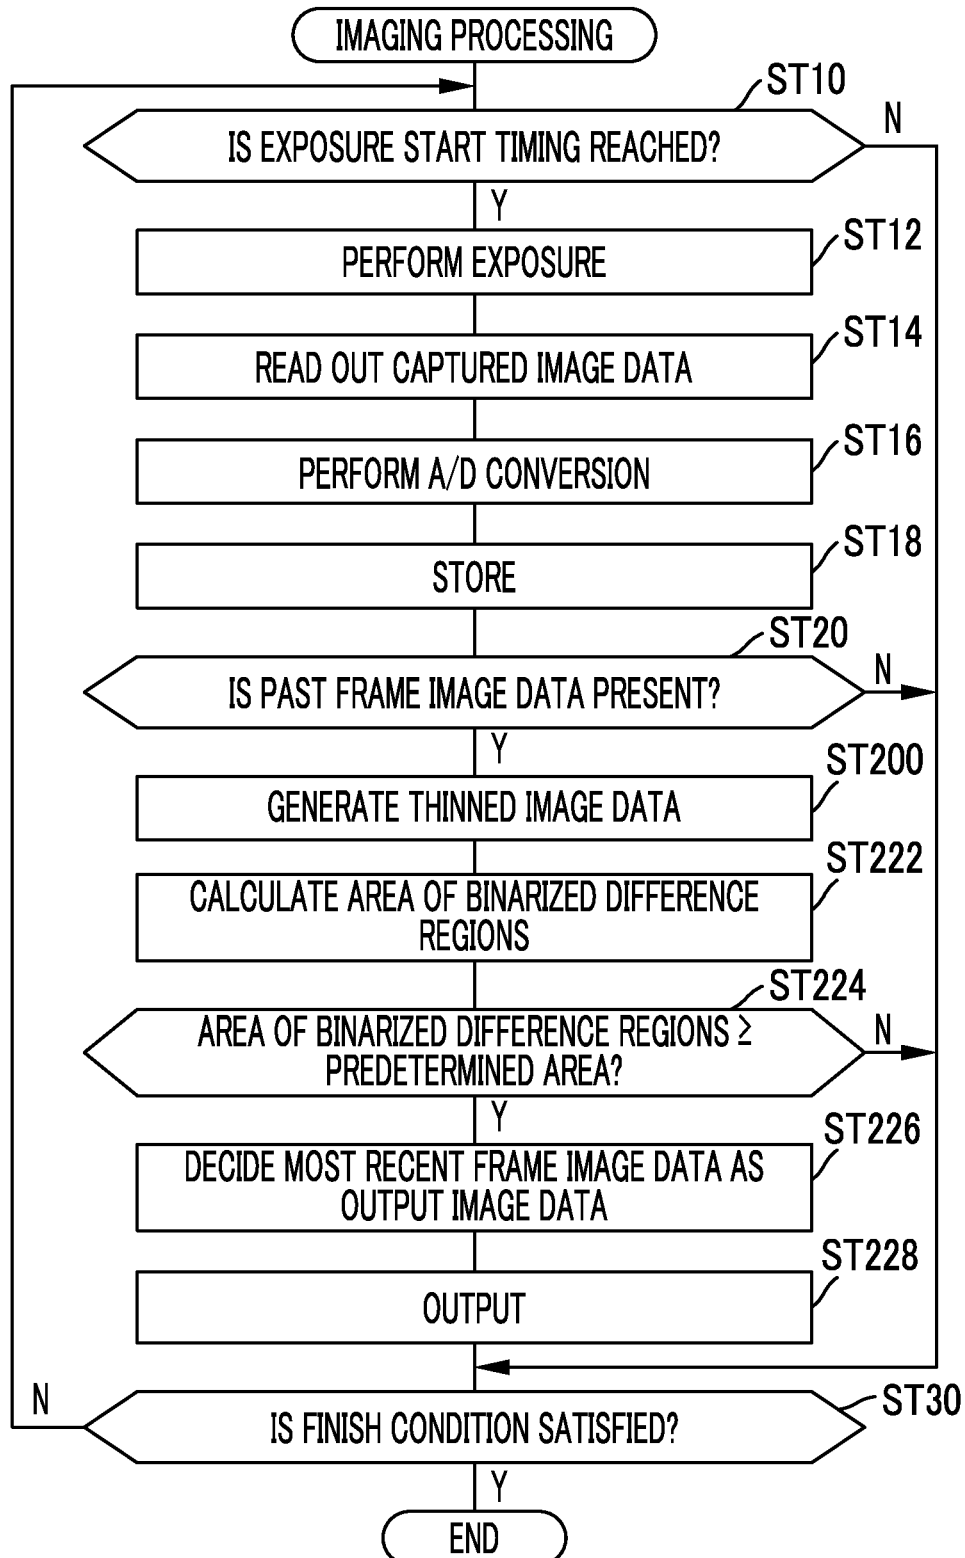 IMAGING PROCESSING
ST10
IS EXPOSURE START TIMING REACHED?
N
Y
ST12
PERFORM EXPOSURE
ST14
READ OUT CAPTURED IMAGE DATA
ST16
PERFORM A/D CONVERSION
ST18
STORE
ST20
IS PAST FRAME IMAGE DATA PRESENT?
N
Y
ST200
GENERATE THINNED IMAGE DATA
ST222
CALCULATE AREA OF BINARIZED DIFFERENCE
REGIONS
ST224
AREA OF BINARIZED DIFFERENCE REGIONS ≥
PREDETERMINED AREA?
N
Y
ST226
DECIDE MOST RECENT FRAME IMAGE DATA AS
OUTPUT IMAGE DATA
ST228
OUTPUT
N
ST30
IS FINISH CONDITION SATISFIED?
Y
END